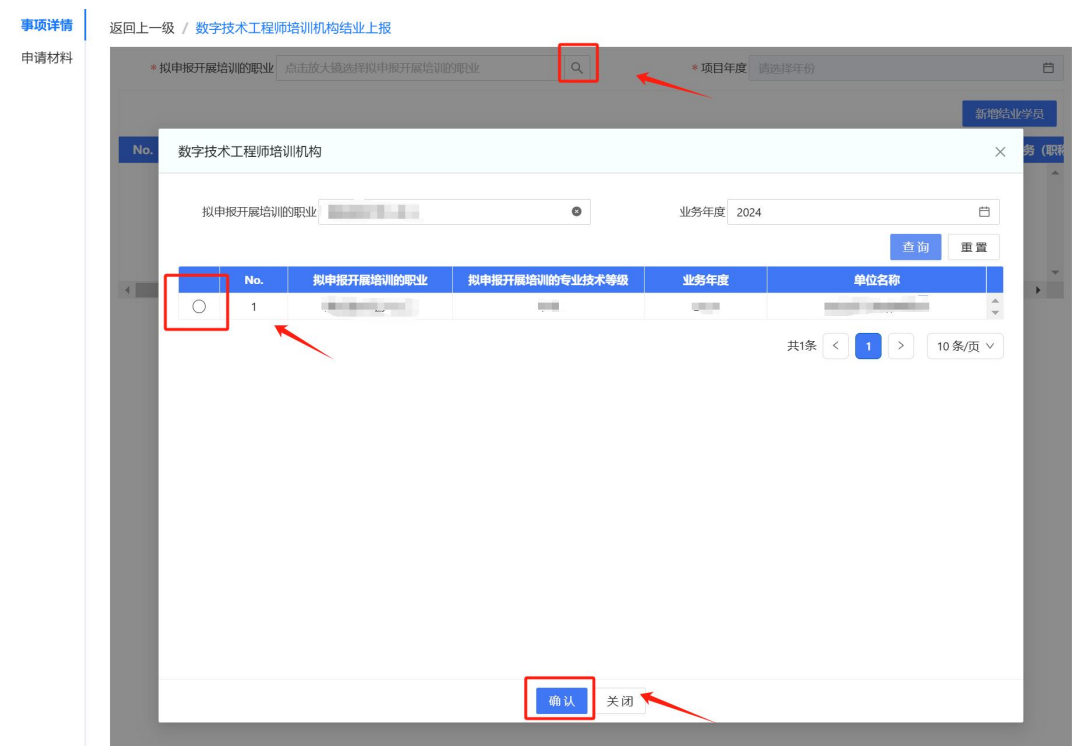 事项详情
申请材料
返回上一级 / 数字技术工程师培训机构结业上报
* 拟申报开展培训的职业 点击放大镜选择拟申报开展培训的职业 * 项目年度 请选择年份
新增结业学员
No. 务（职称
数字技术工程师培训机构
拟申报开展培训的职业 业务年度 2024
查询 重置
No. 拟申报开展培训的职业 拟申报开展培训的专业技术等级 业务年度 单位名称
1
共1条 < 1 > 10 条/页
确认 关闭